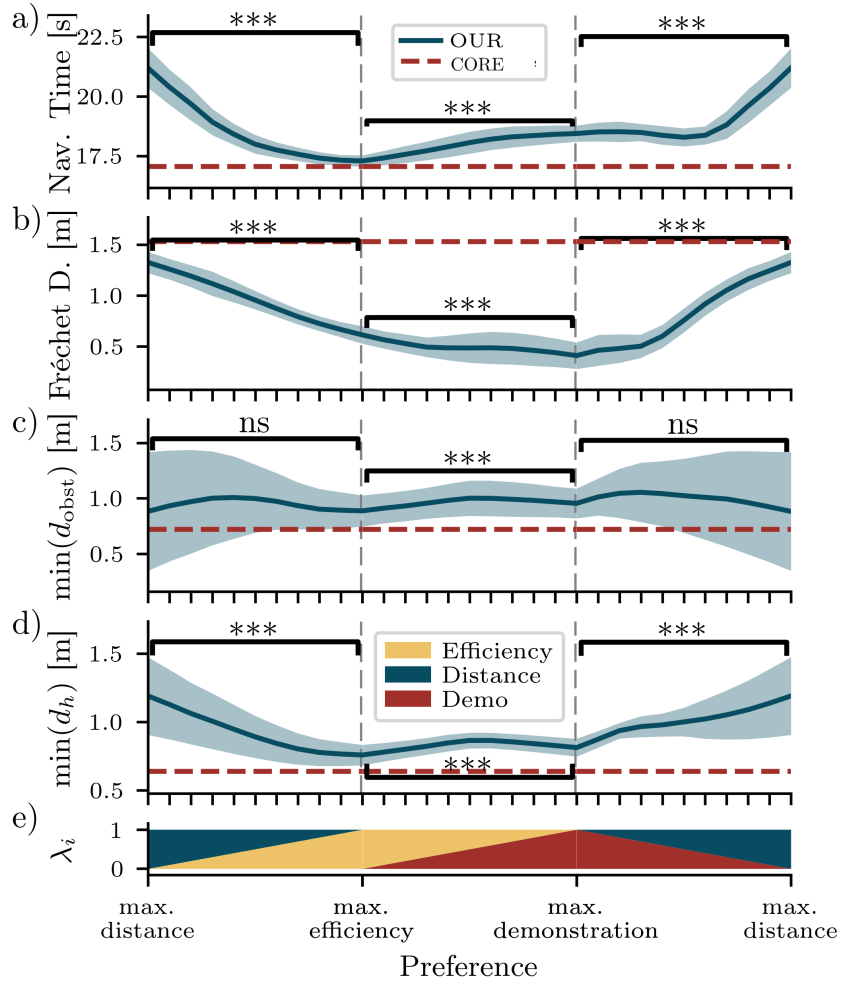 a)
Nav. Time [s]
22.5
20.0
17.5
***
***
***
OUR
CORE
b)
Fréchet D. [m]
1.5
1.0
0.5
***
***
***
c)
min(d_obst) [m]
1.5
1.0
0.5
ns
***
ns
d)
min(d_h) [m]
1.5
1.0
0.5
***
***
***
Efficiency
Distance
Demo
e)
λ_i
1
0
max.
distance
max.
efficiency
max.
demonstration
max.
distance
Preference